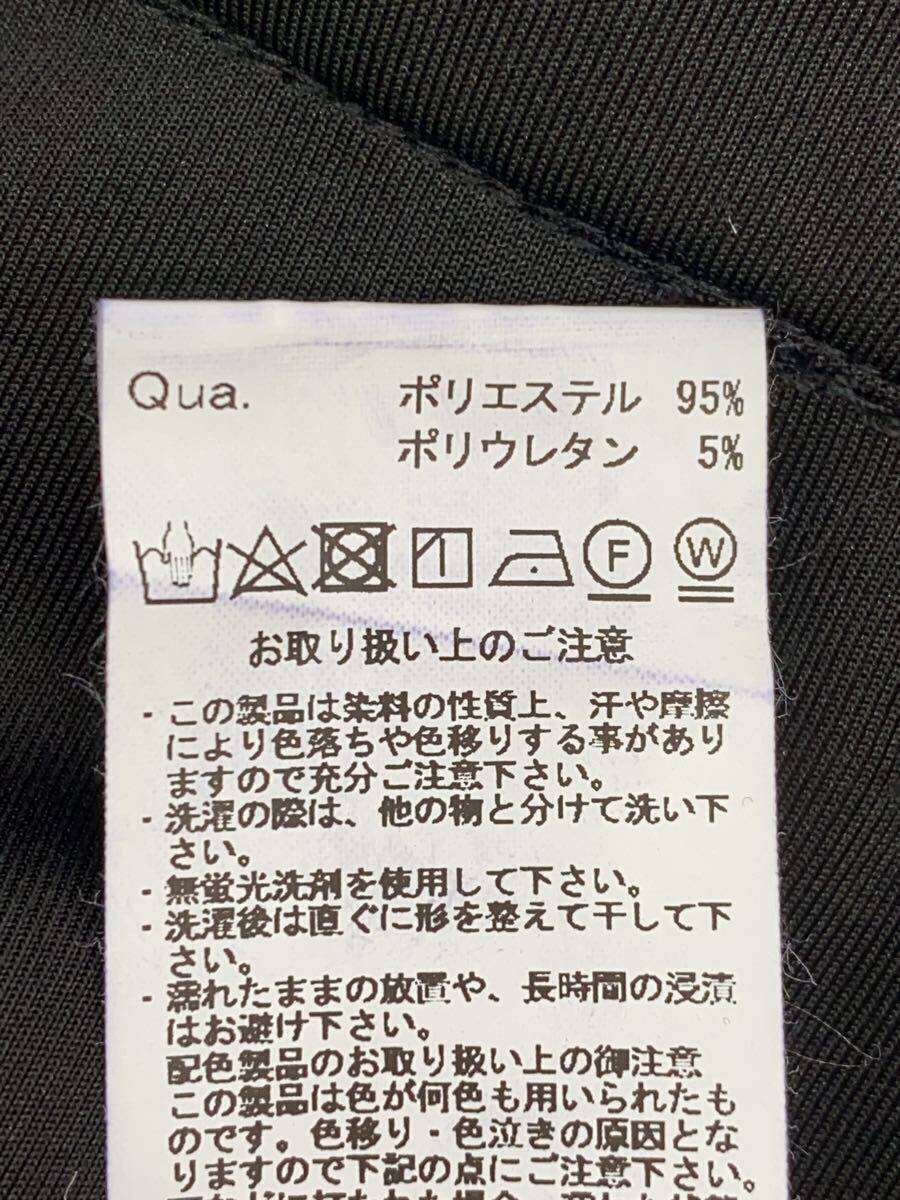 Qua. ポリエステル 95%
ポリウレタン 5%
F W
お取り扱い上のご注意
・この製品は染料の性質上、汗や摩擦
により色落ちや色移りする事があり
ますので充分ご注意下さい。
・洗濯の際は、他の物と分けて洗い下
さい。
・無蛍光洗剤を使用して下さい。
・洗濯後は直ぐに形を整えて干して下
さい。
・濡れたままの放置や、長時間の浸漬
はお避け下さい。
配色製品のお取り扱い上の御注意
この製品は色が何色も用いられたも
のです。色移り・色泣きの原因とな
りますので下記の点にご注意下さい。